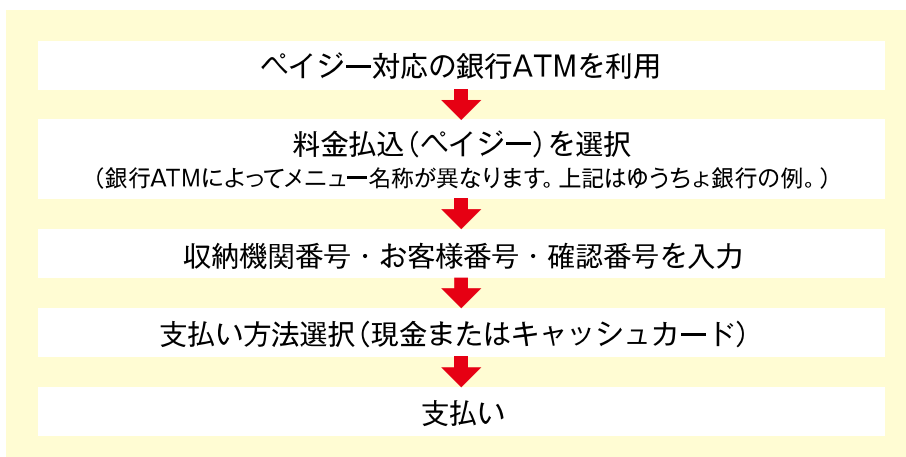 ペイジー対応の銀行ATMを利用
料金払込(ペイジー)を選択
(銀行ATMによってメニュー名称が異なります。上記はゆうちょ銀行の例。)
収納機関番号・お客様番号・確認番号を入力
支払い方法選択(現金またはキャッシュカード)
支払い